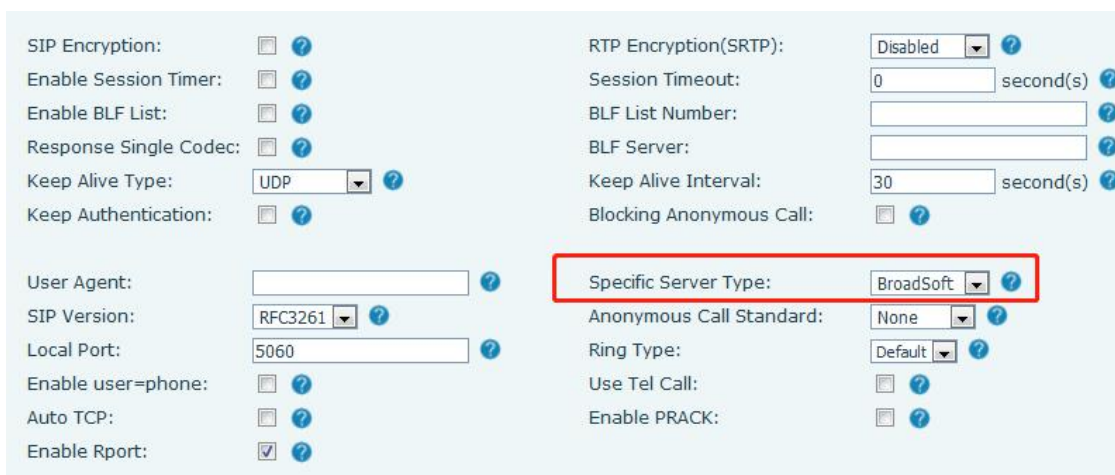 SIP Encryption: RTP Encryption(SRTP): Disabled
Enable Session Timer: Session Timeout: 0 second(s)
Enable BLF List: BLF List Number:
Response Single Codec: BLF Server:
Keep Alive Type: UDP Keep Alive Interval: 30 second(s)
Keep Authentication: Blocking Anonymous Call:
User Agent: Specific Server Type: BroadSoft
SIP Version: RFC3261 Anonymous Call Standard: None
Local Port: 5060 Ring Type: Default
Enable user=phone: Use Tel Call:
Auto TCP: Enable PRACK:
Enable Rport: